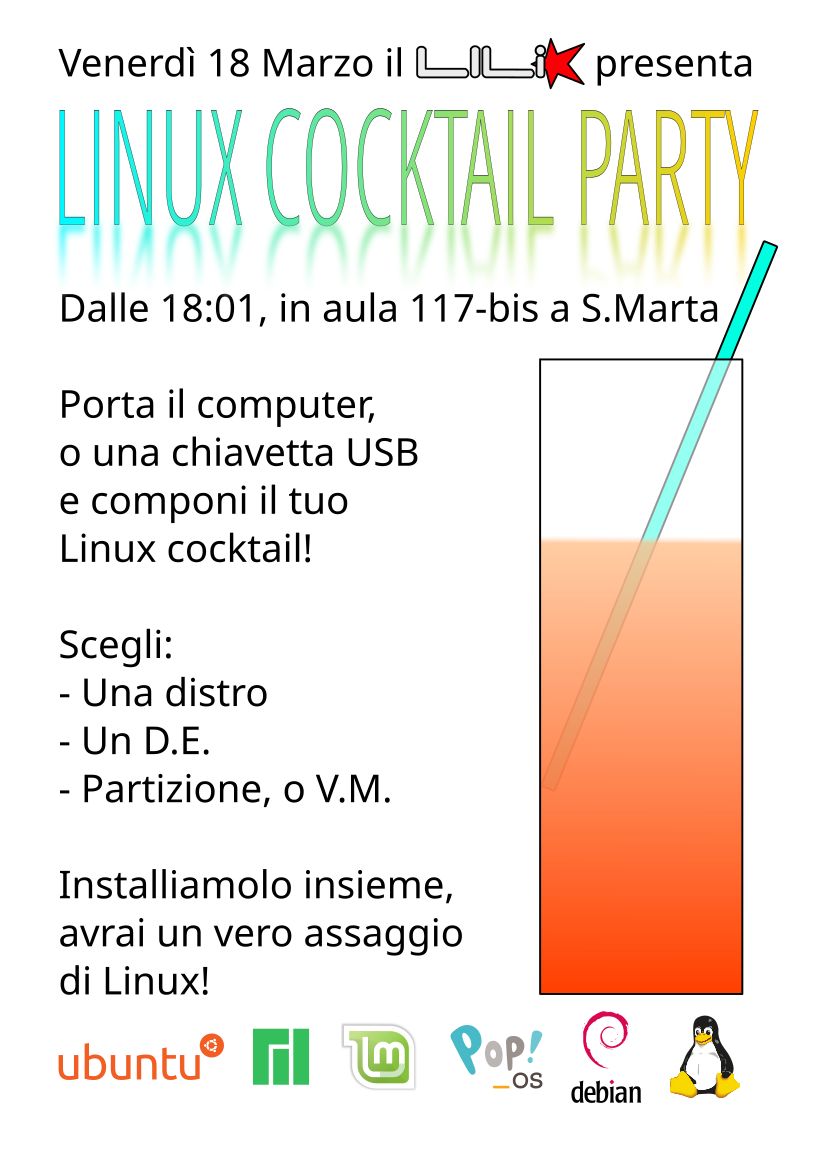 Venerdì 18 Marzo il LILiK presenta
LINUX COCKTAIL PARTY
Dalle 18:01, in aula 117-bis a S.Marta
Porta il computer,
o una chiavetta USB
e componi il tuo
Linux cocktail!
Scegli:
- Una distro
- Un D.E.
- Partizione, o V.M.
Installiamolo insieme,
avrai un vero assaggio
di Linux!
ubuntu
lm
Pop!
_OS
debian